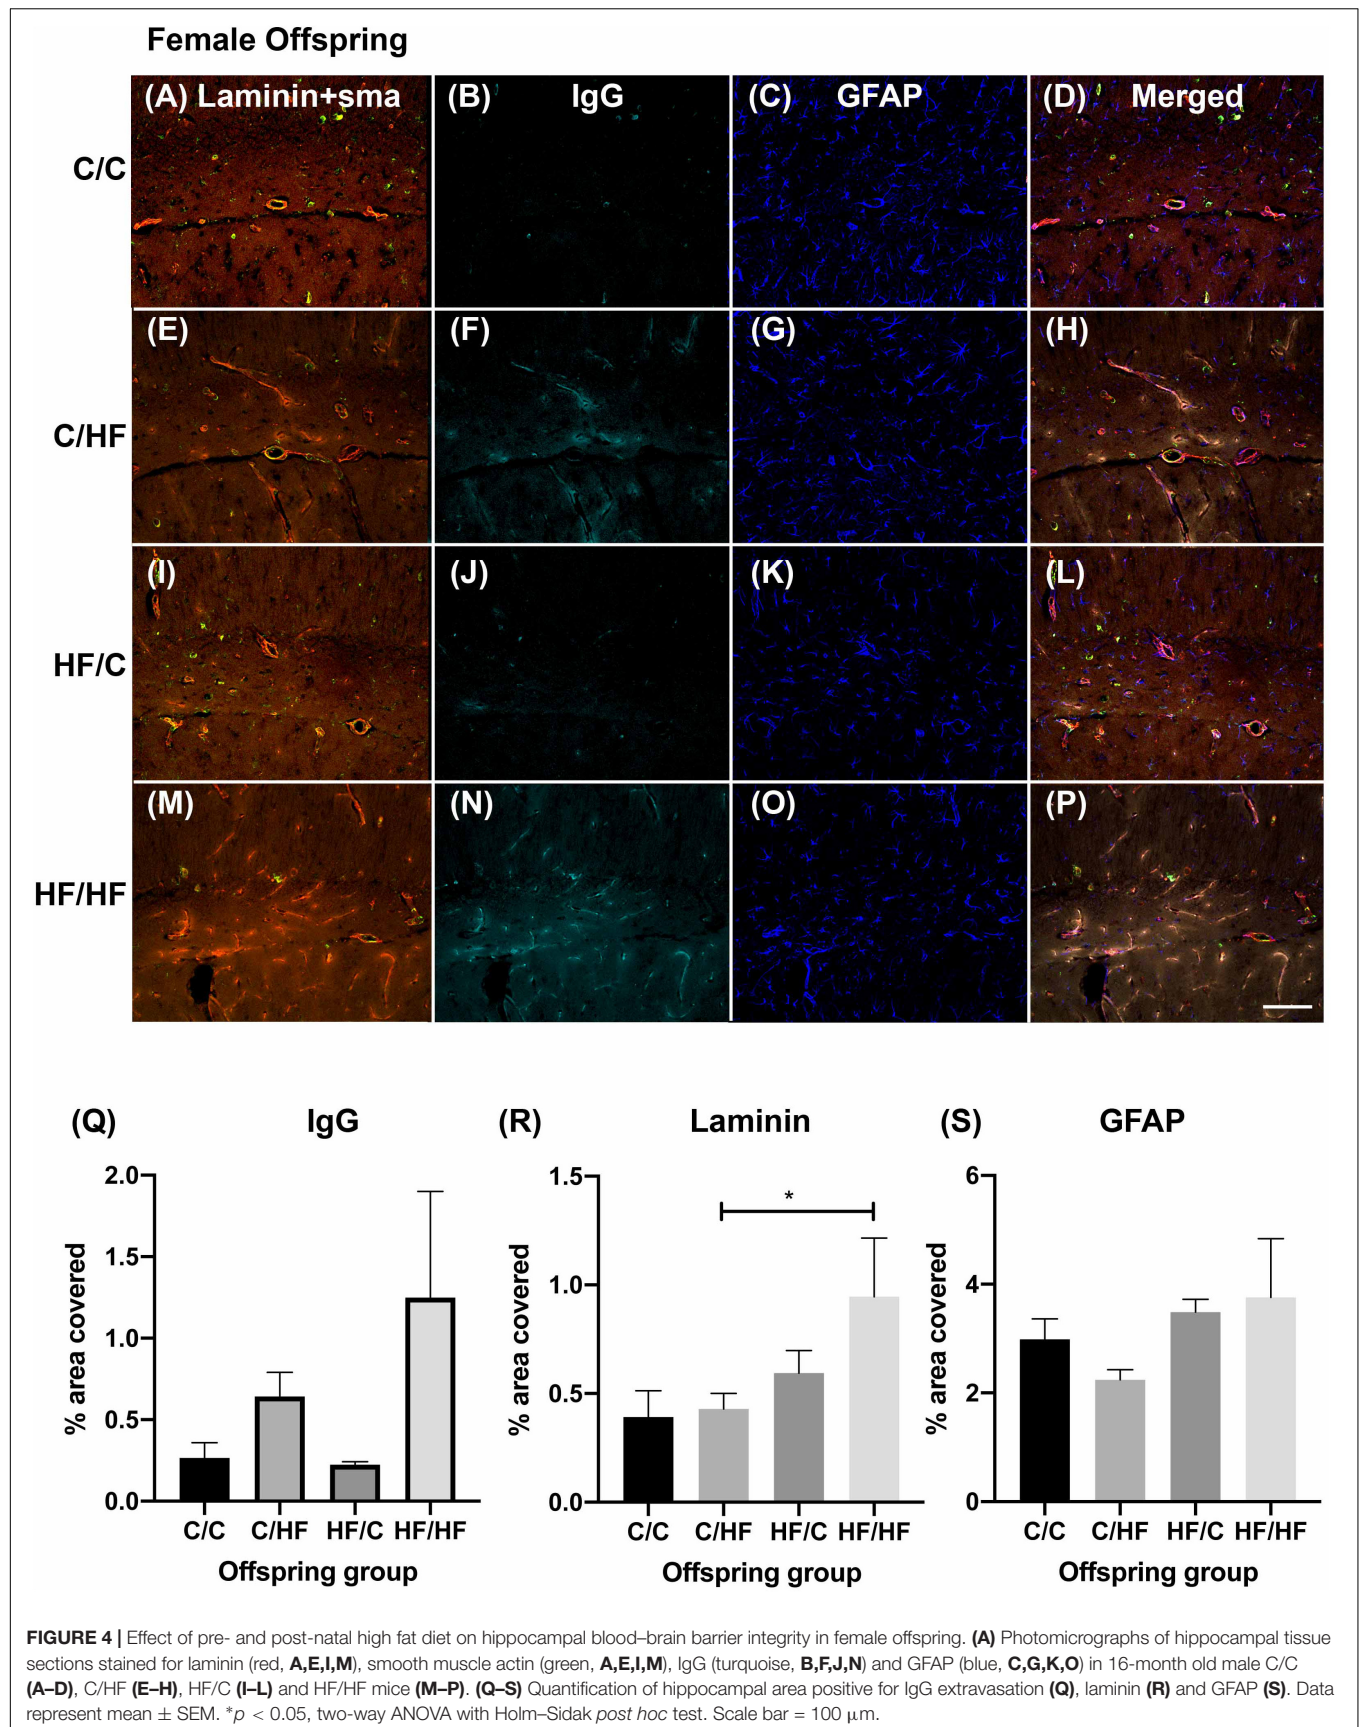 Female Offspring
(A) Laminin+sma
(B) IgG
(C) GFAP
(D) Merged
C/C
(E)
(F)
(G)
(H)
C/HF
(I)
(J)
(K)
(L)
HF/C
(M)
(N)
(O)
(P)
HF/HF
(Q) IgG
2.0
1.5
1.0
0.5
0.0
% area covered
C/C C/HF HF/C HF/HF
Offspring group
(R) Laminin
1.5
1.0
0.5
0.0
% area covered
*
C/C C/HF HF/C HF/HF
Offspring group
(S) GFAP
6
4
2
0
% area covered
C/C C/HF HF/C HF/HF
Offspring group
FIGURE 4 | Effect of pre- and post-natal high fat diet on hippocampal blood–brain barrier integrity in female offspring. (A) Photomicrographs of hippocampal tissue
sections stained for laminin (red, A,E,I,M), smooth muscle actin (green, A,E,I,M), IgG (turquoise, B,F,J,N) and GFAP (blue, C,G,K,O) in 16-month old male C/C
(A–D), C/HF (E–H), HF/C (I–L) and HF/HF mice (M–P). (Q–S) Quantification of hippocampal area positive for IgG extravasation (Q), laminin (R) and GFAP (S). Data
represent mean ± SEM. *p < 0.05, two-way ANOVA with Holm–Sidak post hoc test. Scale bar = 100 μm.